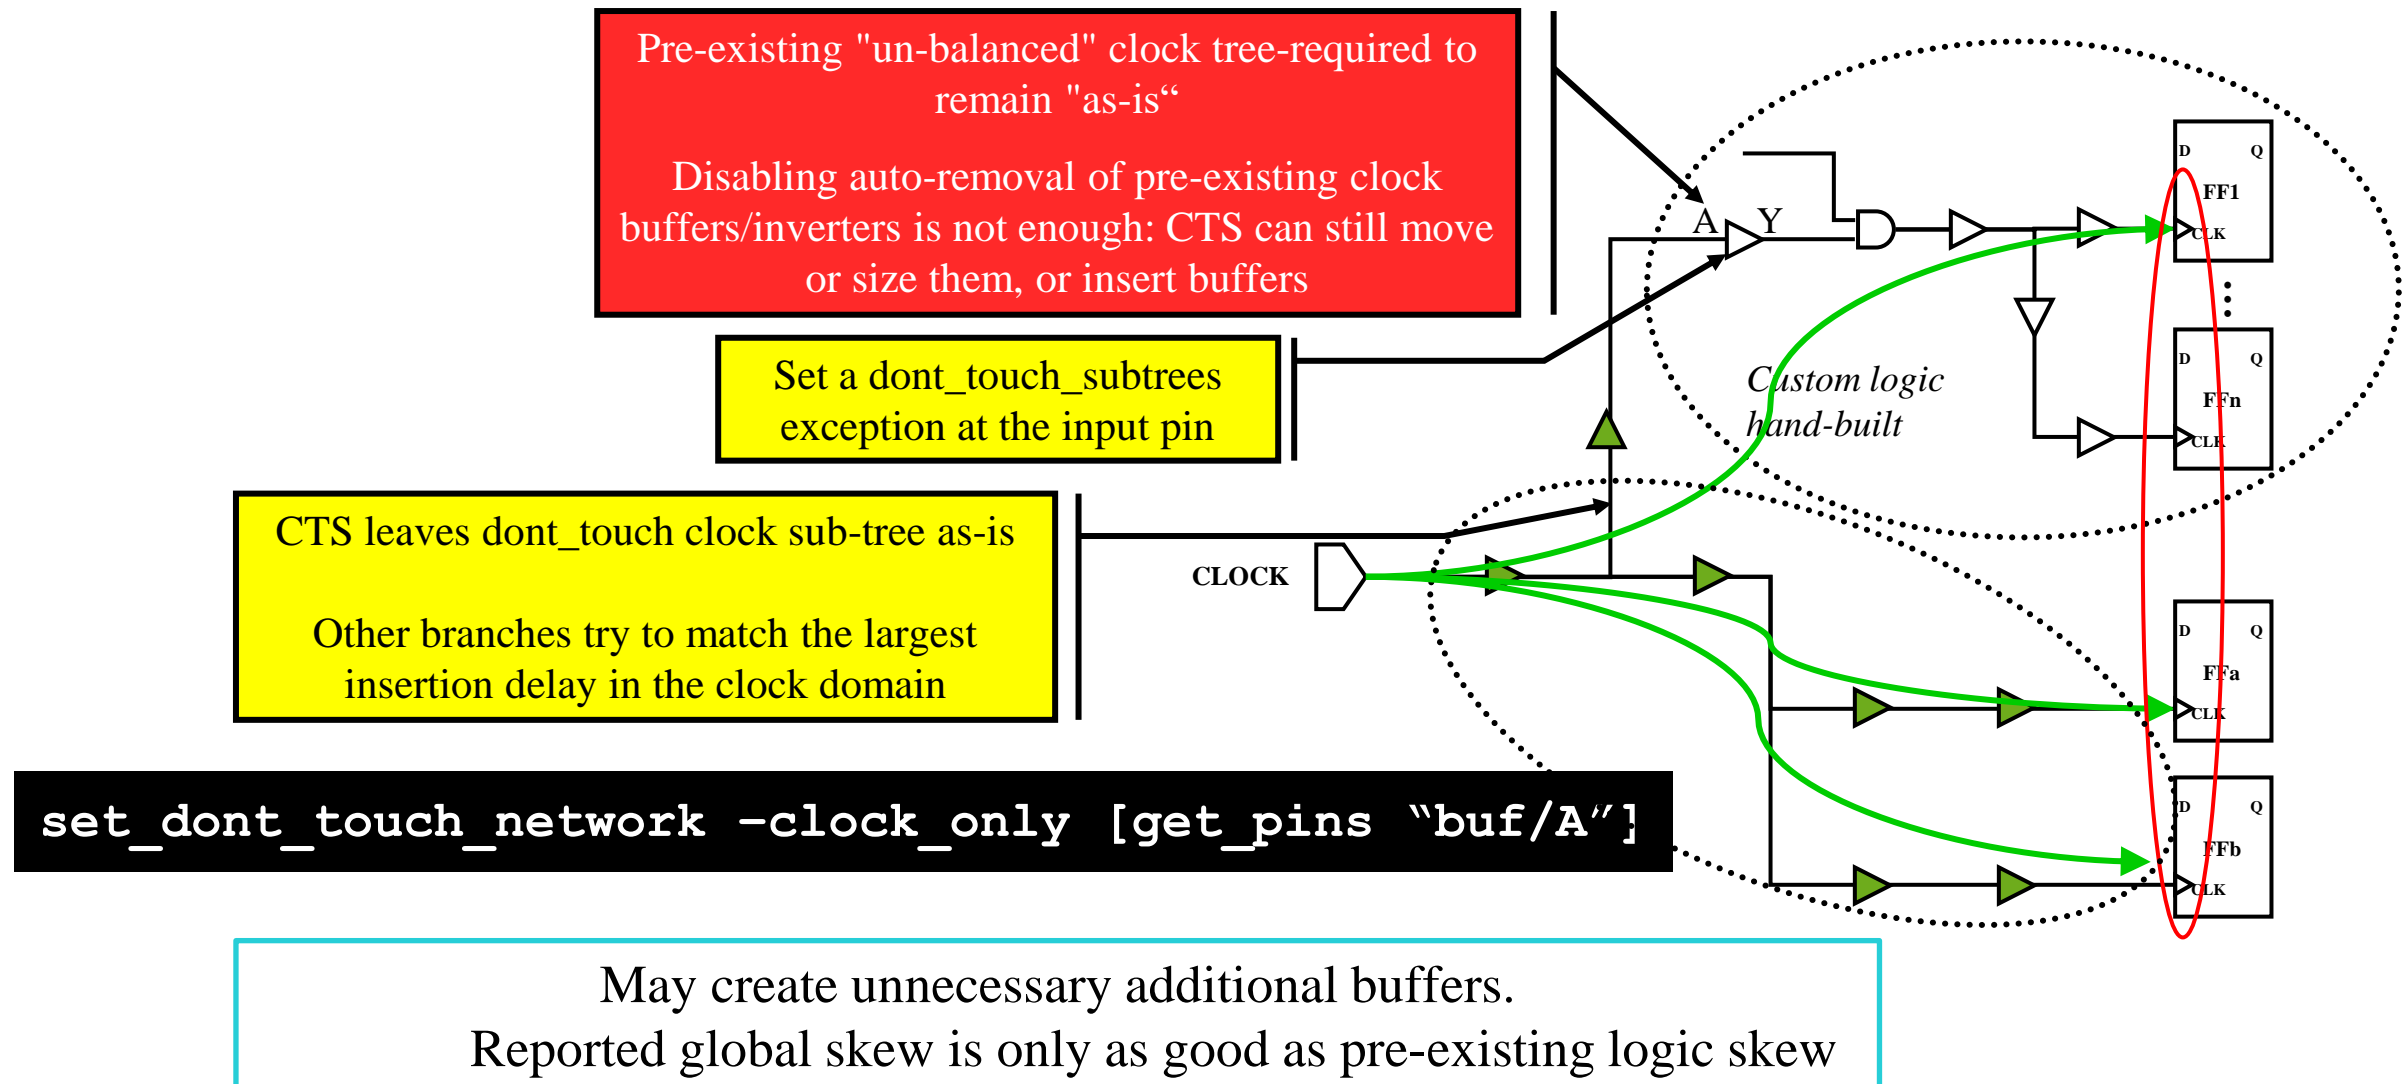 Pre-existing "un-balanced" clock tree-required to
remain "as-is“
Disabling auto-removal of pre-existing clock
buffers/inverters is not enough: CTS can still move
or size them, or insert buffers
Set a dont_touch_subtrees
exception at the input pin
CTS leaves dont_touch clock sub-tree as-is
Other branches try to match the largest
insertion delay in the clock domain
A Y
Custom logic
hand-built
D Q
FF1
CLK
D Q
FFn
CLK
CLOCK
D Q
FFa
CLK
D Q
FFb
CLK
set_dont_touch_network –clock_only [get_pins “buf/A”]
May create unnecessary additional buffers.
Reported global skew is only as good as pre-existing logic skew